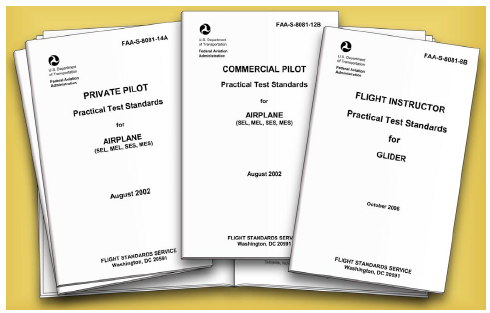 FAA-S-8081-14A
U.S. Department
of Transportation
Federal Aviation
Administration
PRIVATE PILOT
Practical Test Standards
for
AIRPLANE
(SEL, MEL, SES, MES)
August 2002
FLIGHT STANDARDS SERVICE
Washington, DC 20591
FAA-S-8081-12B
U.S. Department
of Transportation
Federal Aviation
Administration
COMMERCIAL PILOT
Practical Test Standards
for
AIRPLANE
(SEL, MEL, SES, MES)
August 2002
FLIGHT STANDARDS SERVICE
Washington, DC 20591
FAA-S-8081-8B
U.S. Department
of Transportation
Federal Aviation
Administration
FLIGHT INSTRUCTOR
Practical Test Standards
for
GLIDER
October 2006
FLIGHT STANDARDS SERVICE
Washington, DC 20591